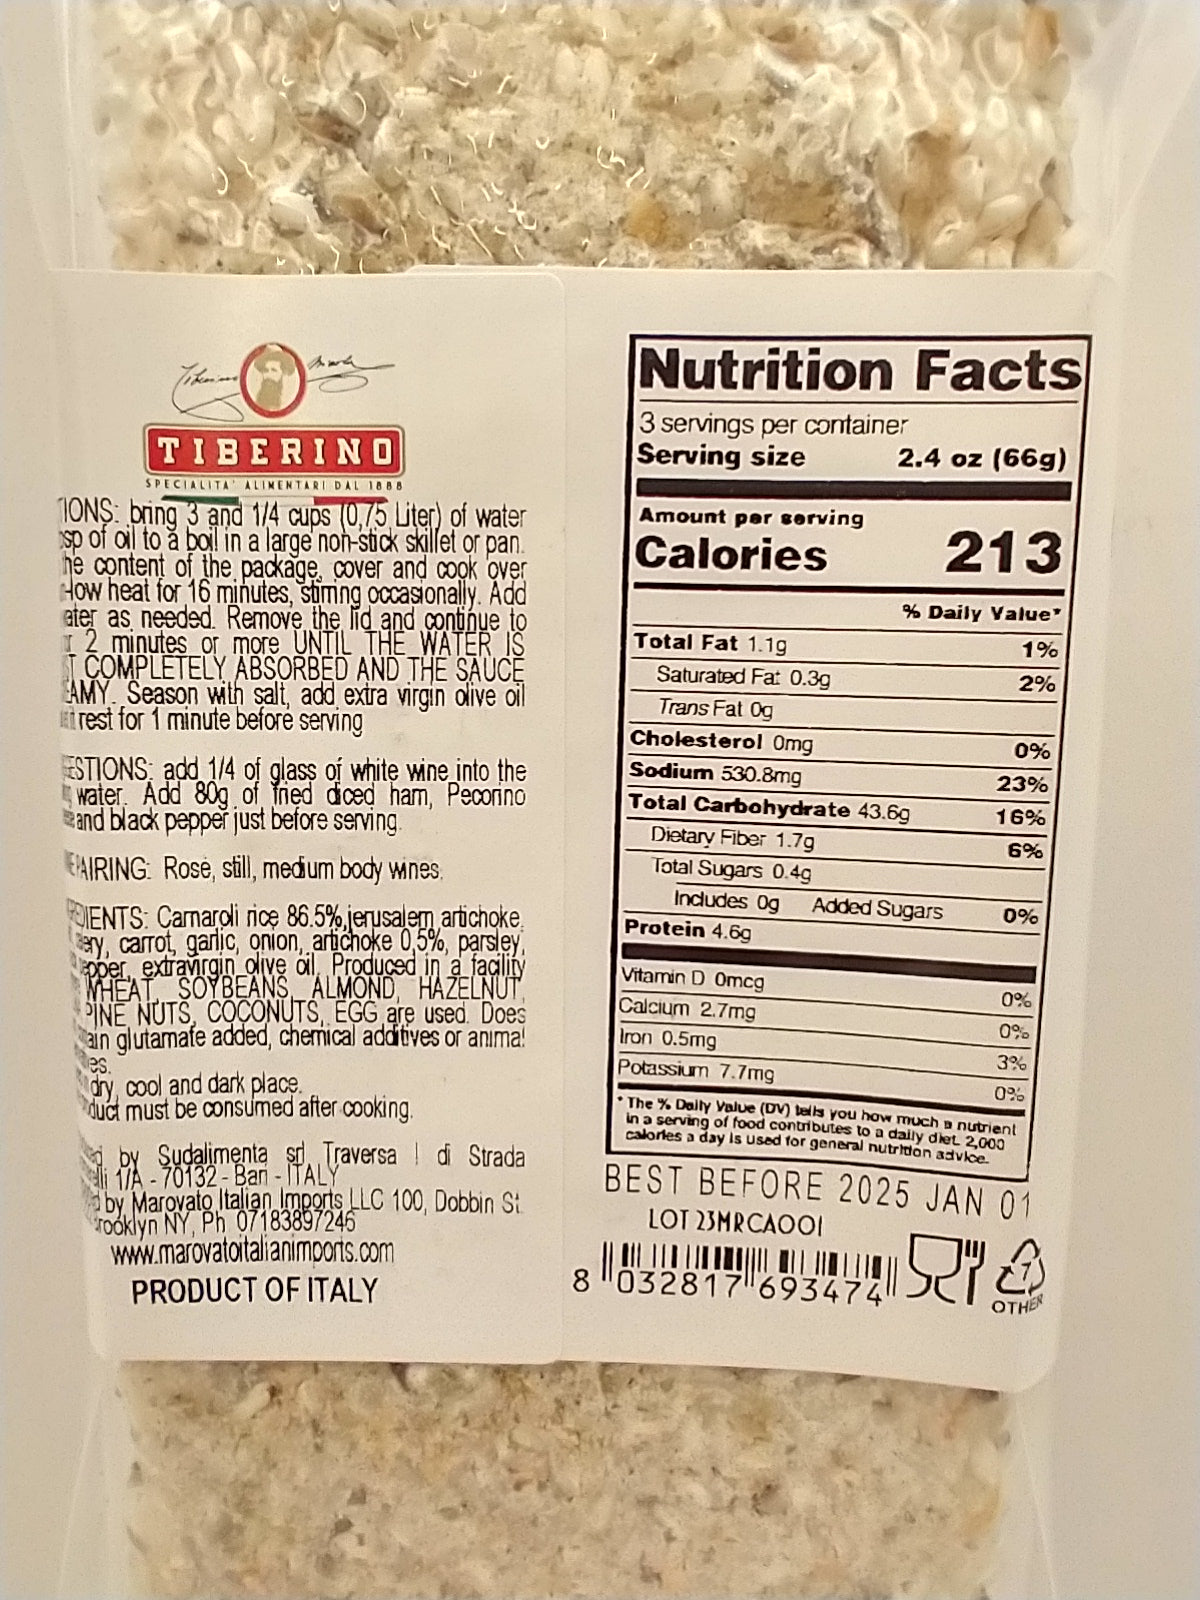 TIBERINO
SPECIALITA' ALIMENTARI DAL 1888
IONS: bring 3 and 1/4 cups (0,75 Liter) of water
sp of oil to a boil in a large non-stick skillet or pan.
he content of the package, cover and cook over
low heat for 16 minutes, stirring occasionally. Add
ater as needed. Remove the lid and continue to
2 minutes or more UNTIL THE WATER IS
T COMPLETELY ABSORBED AND THE SAUCE
AMY. Season with salt, add extra virgin olive oil
rest for 1 minute before serving
ESTIONS: add 1/4 of glass of white wine into the
water. Add 80g of fried diced ham, Pecorino
and black pepper just before serving.
PAIRING: Rosé, still, medium body wines.
DIENTS: Carnaroli rice 86.5%,jerusalem artichoke,
ery, carrot, garlic, onion, artichoke 0,5%, parsley,
epper, extravirgin olive oil. Produced in a facility
WHEAT, SOYBEANS, ALMOND, HAZELNUT,
PINE NUTS, COCONUTS, EGG are used. Does
ain glutamate added, chemical additives or animal
es.
dry, cool and dark place.
duct must be consumed after cooking.
by Sudalimenta srl Traversa I di Strada
lli 1/A - 70132 - Bari - ITALY
by Marovato Italian Imports LLC 100, Dobbin St.
rooklyn NY, Ph 07183897246
www.marovatoitalianimports.com
PRODUCT OF ITALY
Nutrition Facts
3 servings per container
Serving size 2.4 oz (66g)
Amount per serving
Calories 213
% Daily Value*
Total Fat 1.1g 1%
Saturated Fat 0.3g 2%
Trans Fat 0g
Cholesterol 0mg 0%
Sodium 530.8mg 23%
Total Carbohydrate 43.6g 16%
Dietary Fiber 1.7g 6%
Total Sugars 0.4g
Includes 0g Added Sugars 0%
Protein 4.6g
Vitamin D 0mcg 0%
Calcium 2.7mg 0%
Iron 0.5mg 3%
Potassium 7.7mg 0%
* The % Daily Value (DV) tells you how much a nutrient
in a serving of food contributes to a daily diet. 2,000
calories a day is used for general nutrition advice.
BEST BEFORE 2025 JAN 01
LOT 23MRCA001
8 032817 693474
7
OTHER